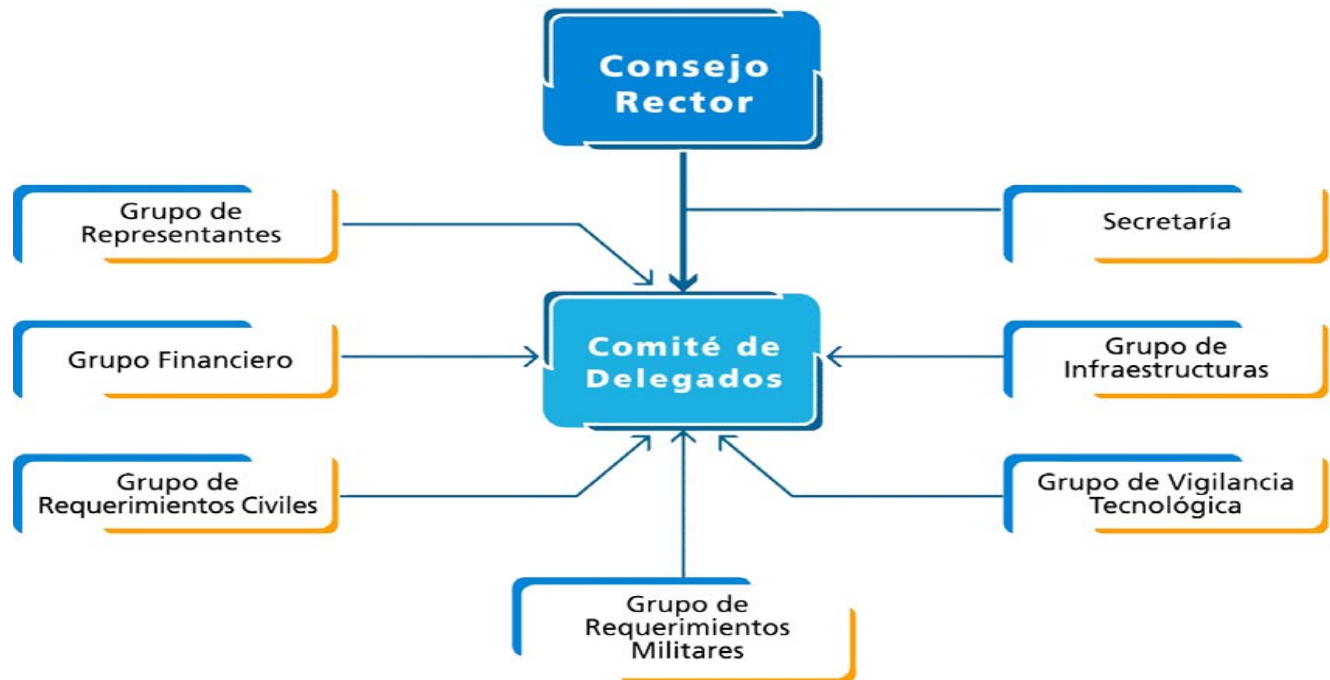 Consejo
Rector
Grupo de
Representantes
Secretaría
Grupo Financiero
Comité de
Delegados
Grupo de
Infraestructuras
Grupo de
Requerimientos Civiles
Grupo de Vigilancia
Tecnológica
Grupo de
Requerimientos
Militares